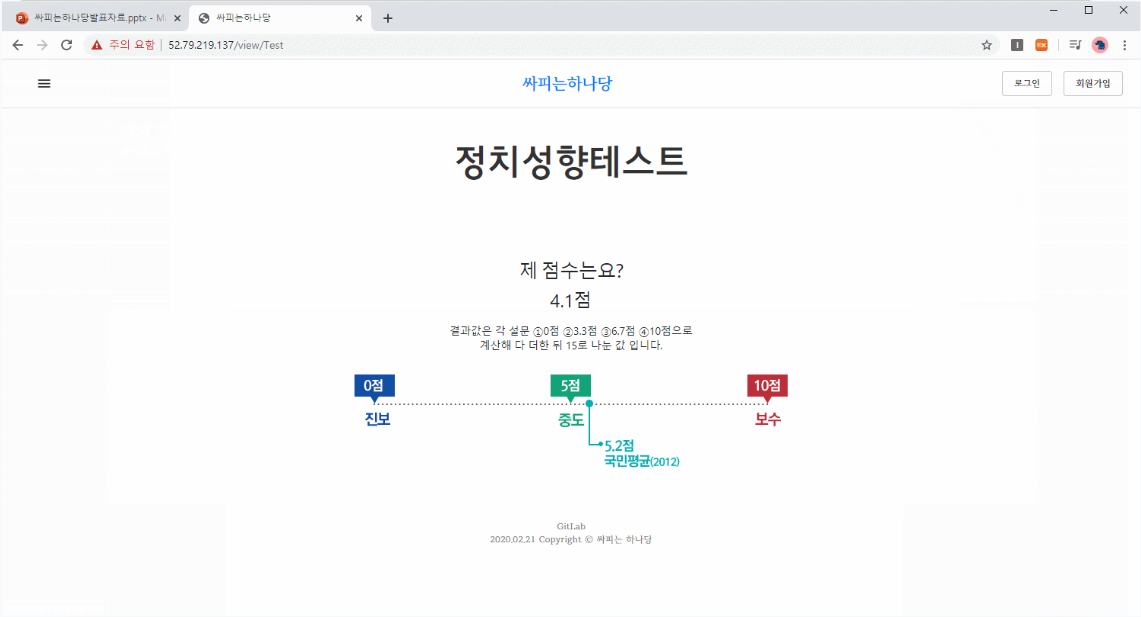 싸피는하나당발표자료.pptx - M
싸피는하나당
주의 요함
52.79.219.137/view/Test
싸피는하나당
로그인
회원가입
정치성향테스트
제 점수는요?
4.1점
결과값은 각 설문 ①0점 ②3.3점 ③6.7점 ④10점으로
계산해 다 더한 뒤 15로 나눈 값 입니다.
0점
5점
10점
진보
중도
보수
5.2점
국민평균(2012)
GitLab
2020.02.21 Copyright © 싸피는 하나당